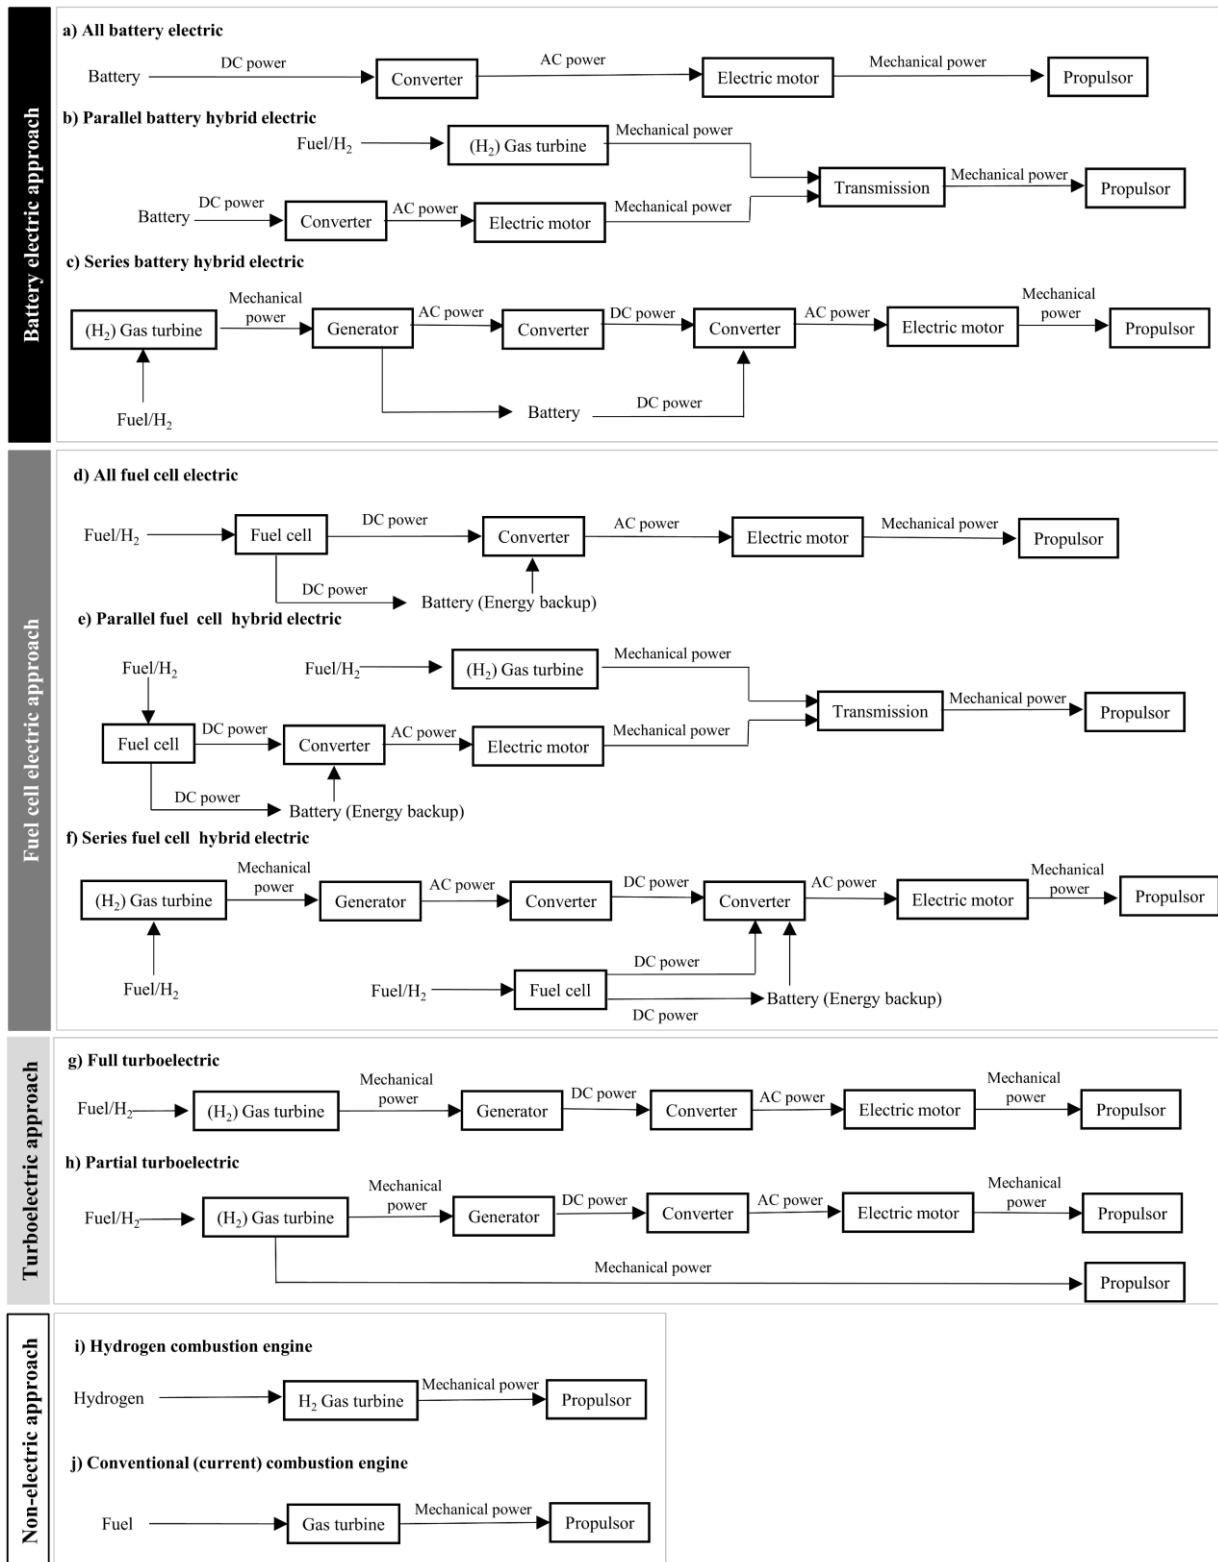 Battery electric approach
a) All battery electric
Battery
DC power
Converter
AC power
Electric motor
Mechanical power
Propulsor
b) Parallel battery hybrid electric
Fuel/H₂
(H₂) Gas turbine
Mechanical power
Battery
DC power
Converter
AC power
Electric motor
Mechanical power
Transmission
Mechanical power
Propulsor
c) Series battery hybrid electric
(H₂) Gas turbine
Mechanical
power
Generator
AC power
Converter
DC power
Converter
AC power
Electric motor
Mechanical
power
Propulsor
Fuel/H₂
Battery
DC power
Fuel cell electric approach
d) All fuel cell electric
Fuel/H₂
Fuel cell
DC power
Converter
AC power
Electric motor
Mechanical power
Propulsor
DC power
Battery (Energy backup)
e) Parallel fuel cell hybrid electric
Fuel/H₂
Fuel/H₂
(H₂) Gas turbine
Mechanical power
Fuel cell
DC power
Converter
AC power
Electric motor
Mechanical power
Transmission
Mechanical power
Propulsor
DC power
Battery (Energy backup)
f) Series fuel cell hybrid electric
(H₂) Gas turbine
Mechanical
power
Generator
AC power
Converter
DC power
Converter
AC power
Electric motor
Mechanical
power
Propulsor
Fuel/H₂
Fuel/H₂
Fuel cell
DC power
DC power
Battery (Energy backup)
Turboelectric approach
g) Full turboelectric
Fuel/H₂
(H₂) Gas turbine
Mechanical
power
Generator
DC power
Converter
AC power
Electric motor
Mechanical
power
Propulsor
h) Partial turboelectric
Fuel/H₂
(H₂) Gas turbine
Mechanical
power
Generator
DC power
Converter
AC power
Electric motor
Mechanical
power
Propulsor
Mechanical power
Propulsor
Non-electric approach
i) Hydrogen combustion engine
Hydrogen
H₂ Gas turbine
Mechanical power
Propulsor
j) Conventional (current) combustion engine
Fuel
Gas turbine
Mechanical power
Propulsor